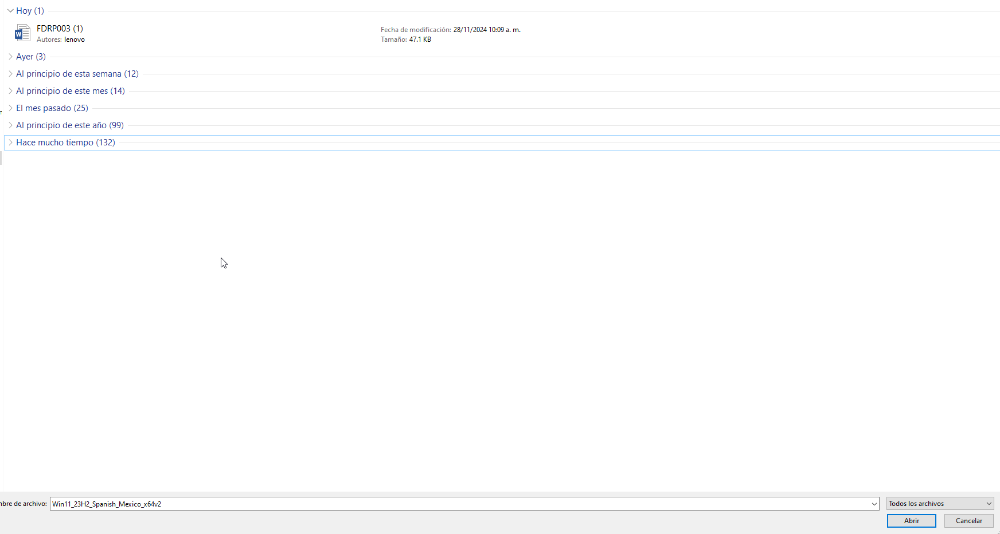 Hoy (1)
FDRP003 (1)
Autores: lenovo
Fecha de modificación: 28/11/2024 10:09 a. m.
Tamaño: 47.1 KB
Ayer (3)
Al principio de esta semana (12)
Al principio de este mes (14)
El mes pasado (25)
Al principio de este año (99)
Hace mucho tiempo (132)
bre de archivo: Win11_23H2_Spanish_Mexico_x64v2 Todos los archivos
Abrir Cancelar